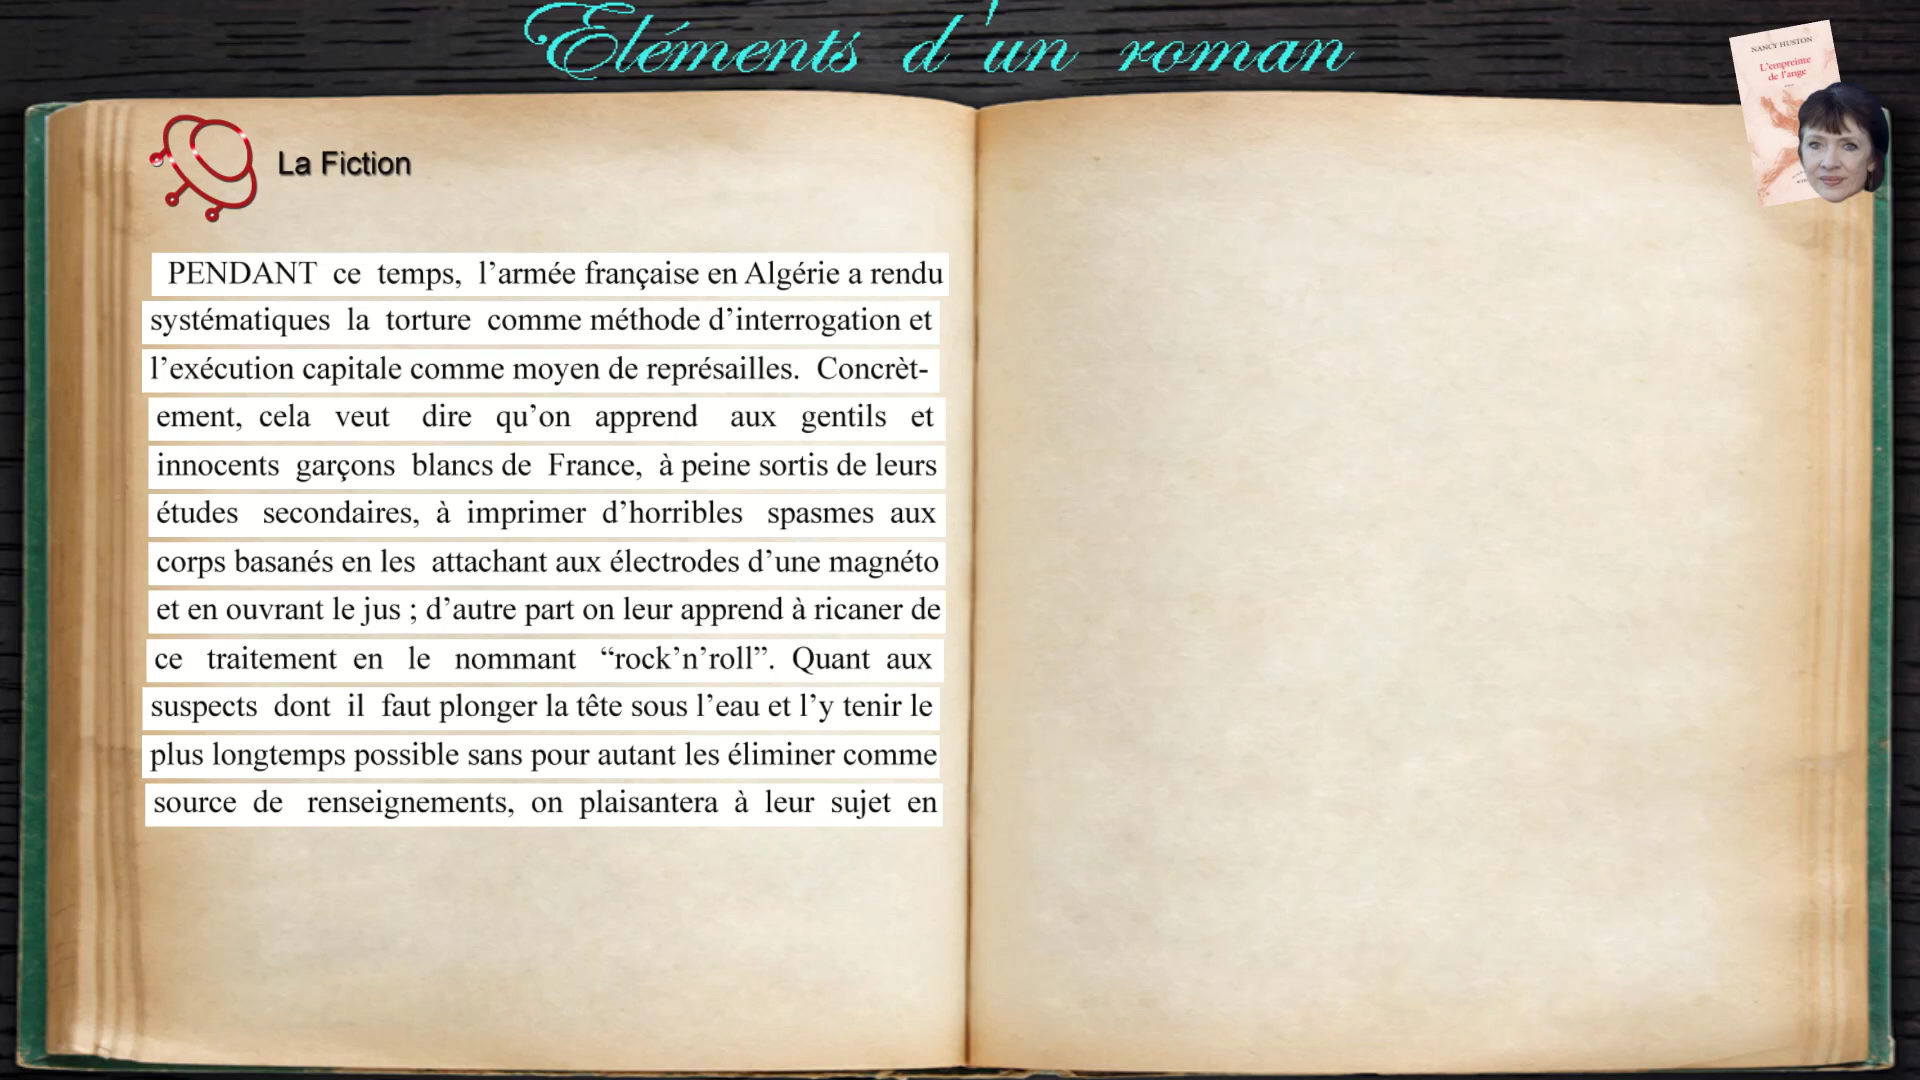 Eléments d'un roman
NANCY HUSTON
L'empreinte
de l'ange
La Fiction
PENDANT ce temps, l’armée française en Algérie a rendu
systématiques la torture comme méthode d’interrogation et
l’exécution capitale comme moyen de représailles. Concrèt-
ement, cela veut dire qu’on apprend aux gentils et
innocents garçons blancs de France, à peine sortis de leurs
études secondaires, à imprimer d’horribles spasmes aux
corps basanés en les attachant aux électrodes d’une magnéto
et en ouvrant le jus ; d’autre part on leur apprend à ricaner de
ce traitement en le nommant “rock’n’roll”. Quant aux
suspects dont il faut plonger la tête sous l’eau et l’y tenir le
plus longtemps possible sans pour autant les éliminer comme
source de renseignements, on plaisantera à leur sujet en